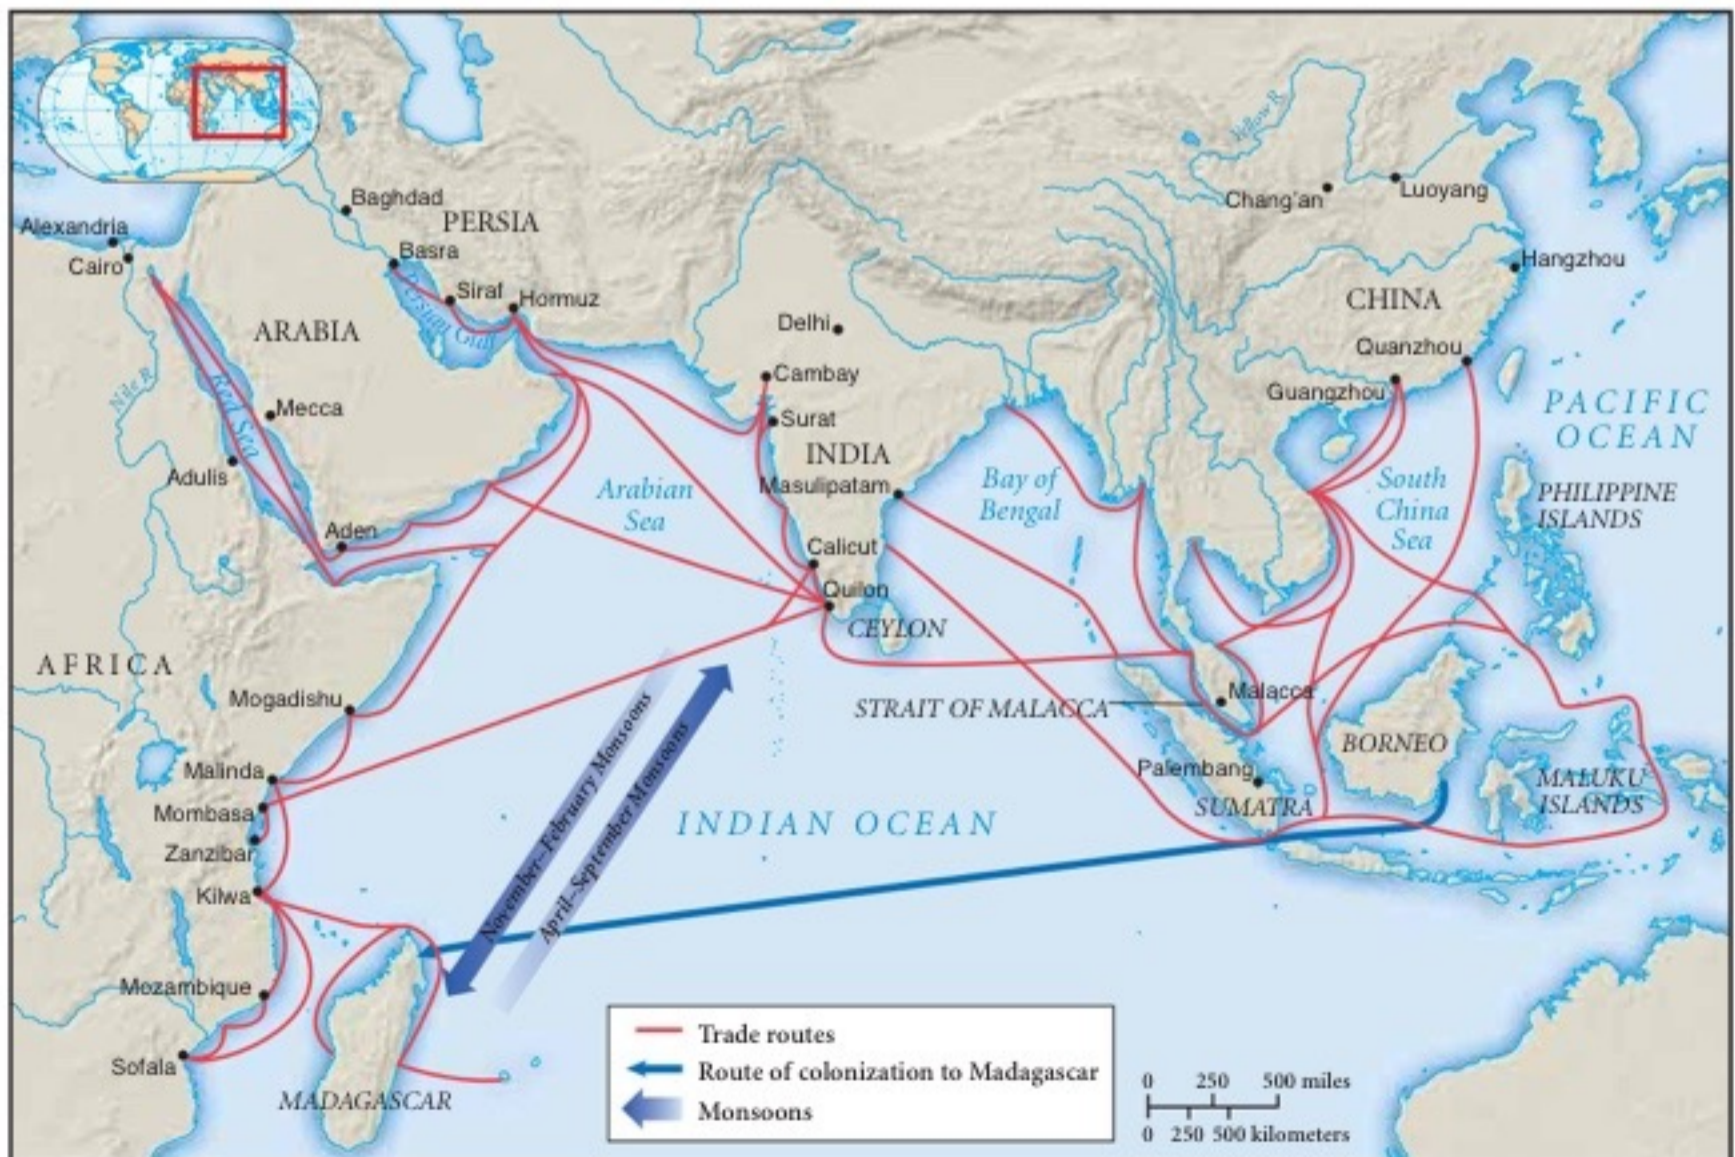 Yellow R.
Baghdad
Chang'an
Luoyang
PERSIA
Alexandria
Basra
Cairo
Hangzhou
Siraf
Hormuz
Persian Gulf
CHINA
ARABIA
Delhi
Quanzhou
Cambay
Guangzhou
Nile R.
Red Sea
Mecca
Surat
PACIFIC
OCEAN
INDIA
Adulis
Arabian
Sea
Masulipatam
Bay of
Bengal
South
China
Sea
PHILIPPINE
ISLANDS
Aden
Calicut
Quilon
CEYLON
AFRICA
Mogadishu
STRAIT OF MALACCA
Malacca
BORNEO
Malinda
Palembang
MALUKU
ISLANDS
Mombasa
SUMATRA
INDIAN OCEAN
November–February Monsoons
April–September Monsoons
Zanzibar
Kilwa
Mozambique
Sofala
MADAGASCAR
Trade routes
Route of colonization to Madagascar
Monsoons
0 250 500 miles
0 250 500 kilometers